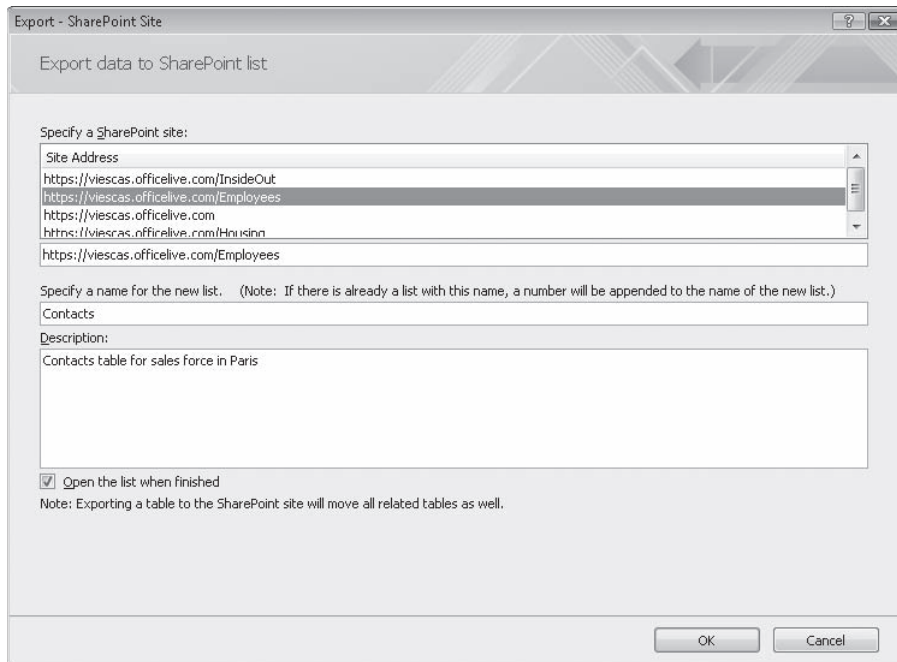 Export - SharePoint Site
Export data to SharePoint list
Specify a SharePoint site:
Site Address
https://viescas.officelive.com/InsideOut
https://viescas.officelive.com/Employees
https://viescas.officelive.com
https://viescas.officelive.com/Housing
https://viescas.officelive.com/Employees
Specify a name for the new list. (Note: If there is already a list with this name, a number will be appended to the name of the new list.)
Contacts
Description:
Contacts table for sales force in Paris
Open the list when finished
Note: Exporting a table to the SharePoint site will move all related tables as well.
OK
Cancel